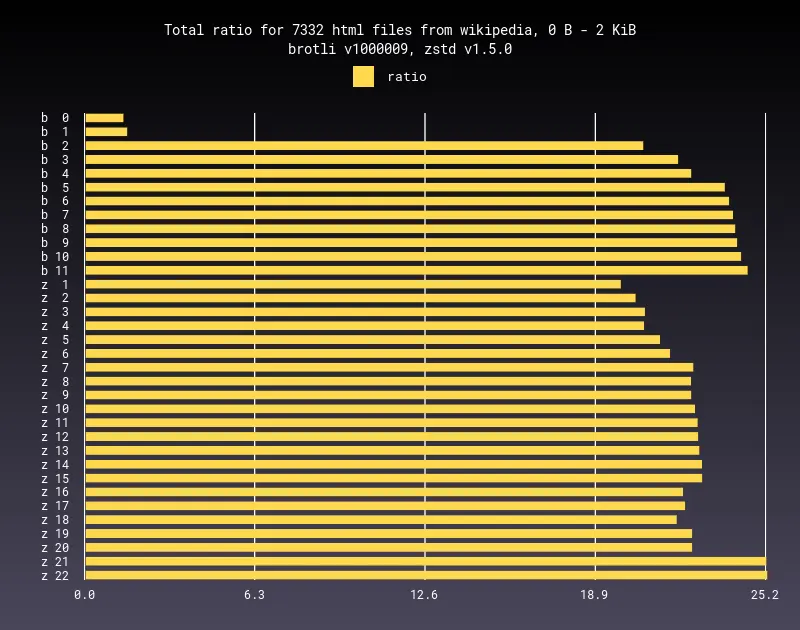 Total ratio for 7332 html files from wikipedia, 0 B - 2 KiB
brotli v1000009, zstd v1.5.0
ratio
b 0
b 1
b 2
b 3
b 4
b 5
b 6
b 7
b 8
b 9
b 10
b 11
z 1
z 2
z 3
z 4
z 5
z 6
z 7
z 8
z 9
z 10
z 11
z 12
z 13
z 14
z 15
z 16
z 17
z 18
z 19
z 20
z 21
z 22
0.0 6.3 12.6 18.9 25.2